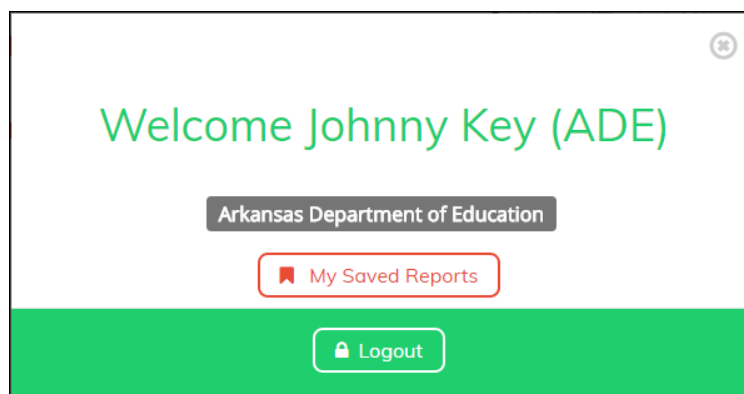 Welcome Johnny Key (ADE)
Arkansas Department of Education
My Saved Reports
Logout